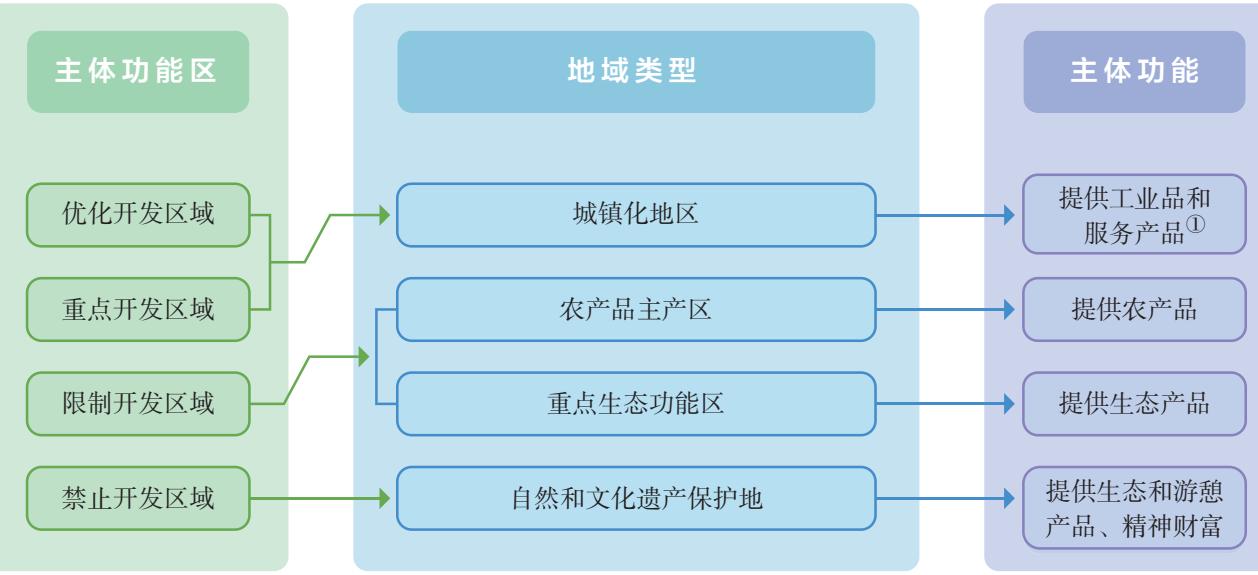 主体功能区
地域类型
主体功能
优化开发区域
城镇化地区
提供工业品和
服务产品①
重点开发区域
农产品主产区
提供农产品
限制开发区域
重点生态功能区
提供生态产品
禁止开发区域
自然和文化遗产保护地
提供生态和游憩
产品、精神财富